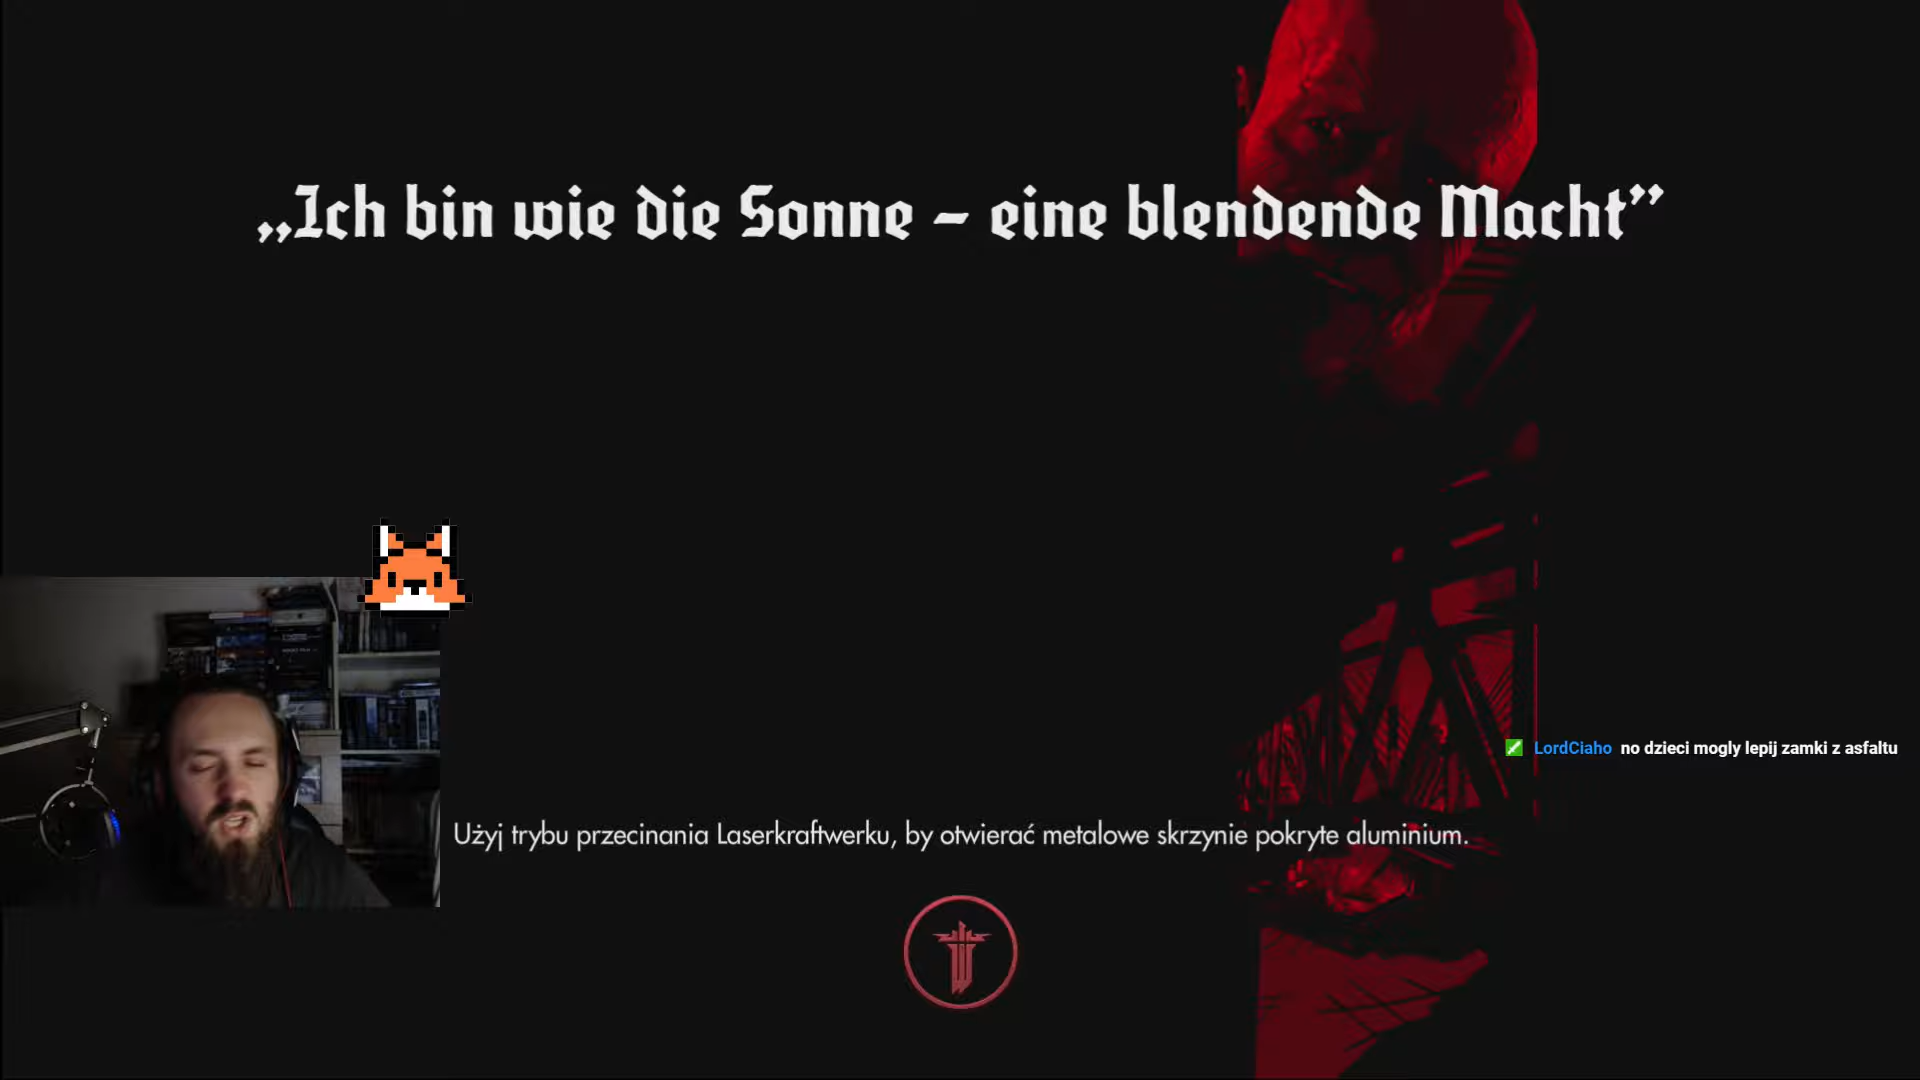 „Ich bin wie die Sonne – eine blendende Macht”
LordCiaho no dzieci mogly lepij zamki z asfaltu
Użyj trybu przecinania Laserkraftwerku, by otwierać metalowe skrzynie pokryte aluminium.